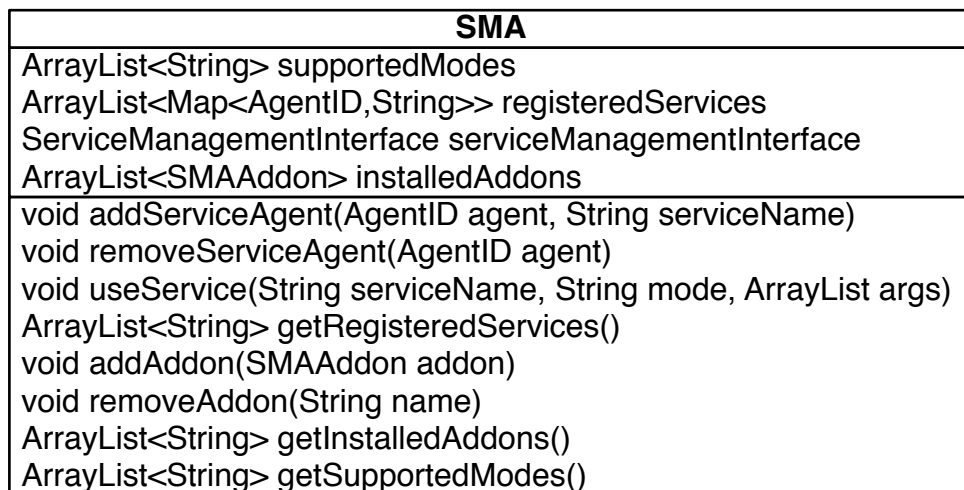 SMA
ArrayList<String> supportedModes
ArrayList<Map<AgentID,String>> registeredServices
ServiceManagementInterface serviceManagementInterface
ArrayList<SMAAddon> installedAddons
void addServiceAgent(AgentID agent, String serviceName)
void removeServiceAgent(AgentID agent)
void useService(String serviceName, String mode, ArrayList args)
ArrayList<String> getRegisteredServices()
void addAddon(SMAAddon addon)
void removeAddon(String name)
ArrayList<String> getInstalledAddons()
ArrayList<String> getSupportedModes()